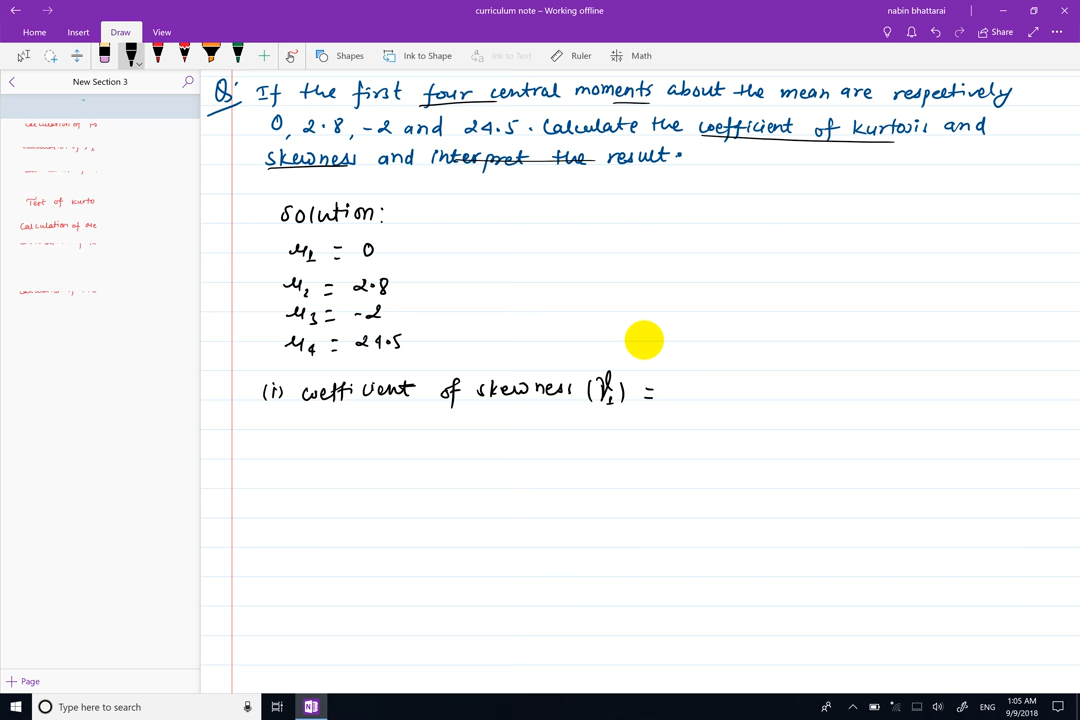 curriculum note – Working offline
nabin bhattarai
Home Insert Draw View
Share
Shapes Ink to Shape Ink to Text Ruler Math
New Section 3
Test of kurto
Calculation of Me
Page
Q: If the first four central moments about the mean are respectively
0, 2.8, -2 and 24.5. Calculate the coefficient of kurtosis and
skewness and interpret the result.
Solution:
μ1 = 0
μ2 = 2.8
μ3 = -2
μ4 = 24.5
(i) coefficient of skewness (γ1) =
Type here to search
ENG
1:05 AM
9/9/2018